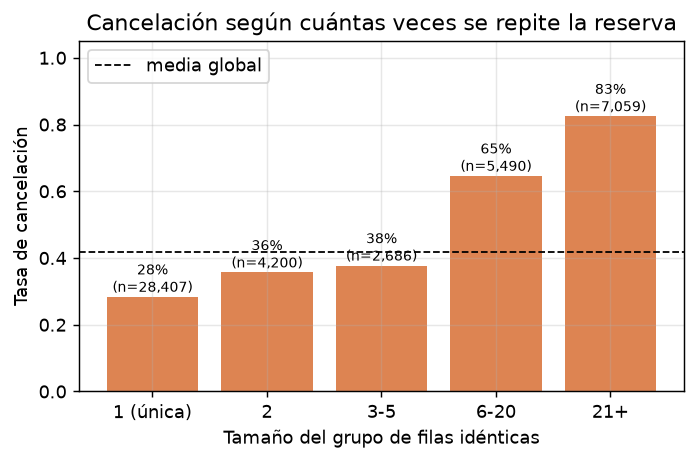 Cancelación según cuántas veces se repite la reserva
media global
Tasa de cancelación
1.0
0.8
0.6
0.4
0.2
0.0
28%
(n=28,407)
36%
(n=4,200)
38%
(n=2,686)
65%
(n=5,490)
83%
(n=7,059)
1 (única)
2
3-5
6-20
21+
Tamaño del grupo de filas idénticas